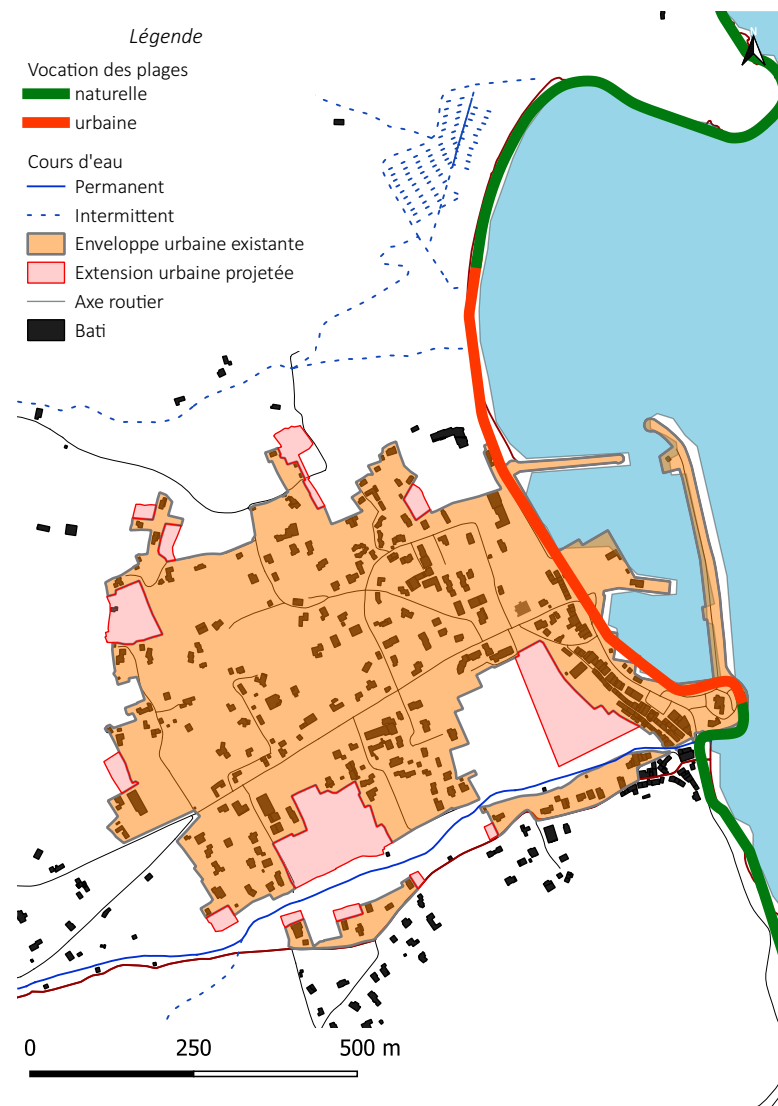 Légende
Vocation des plages
naturelle
urbaine
Cours d'eau
Permanent
Intermittent
Enveloppe urbaine existante
Extension urbaine projetée
Axe routier
Bati
N
0 250 500 m